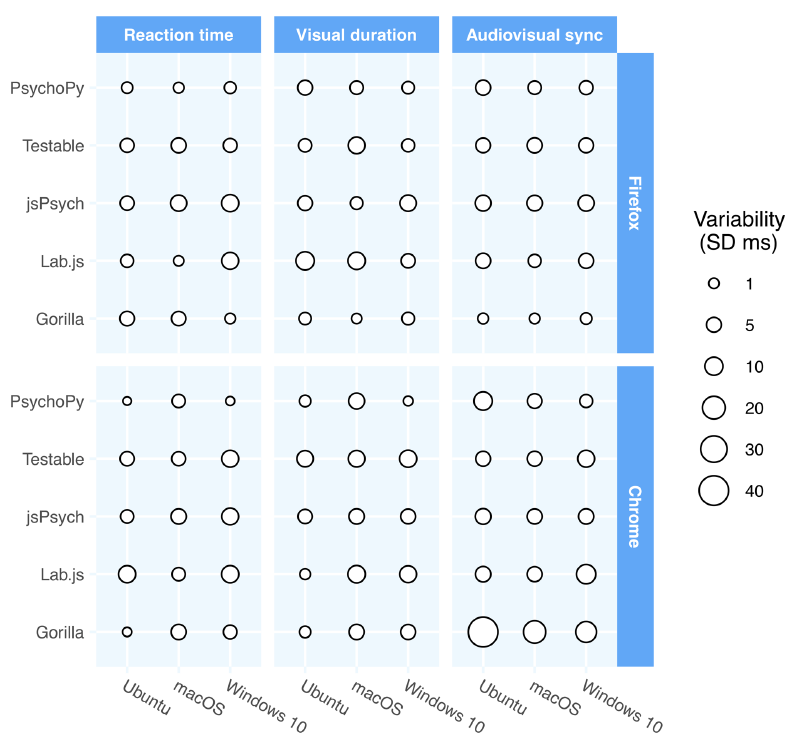 Reaction time
Visual duration
Audiovisual sync
PsychoPy
Testable
jsPsych
Lab.js
Gorilla
Firefox
PsychoPy
Testable
jsPsych
Lab.js
Gorilla
Chrome
Ubuntu
macOS
Windows 10
Ubuntu
macOS
Windows 10
Ubuntu
macOS
Windows 10
Variability
(SD ms)
1
5
10
20
30
40